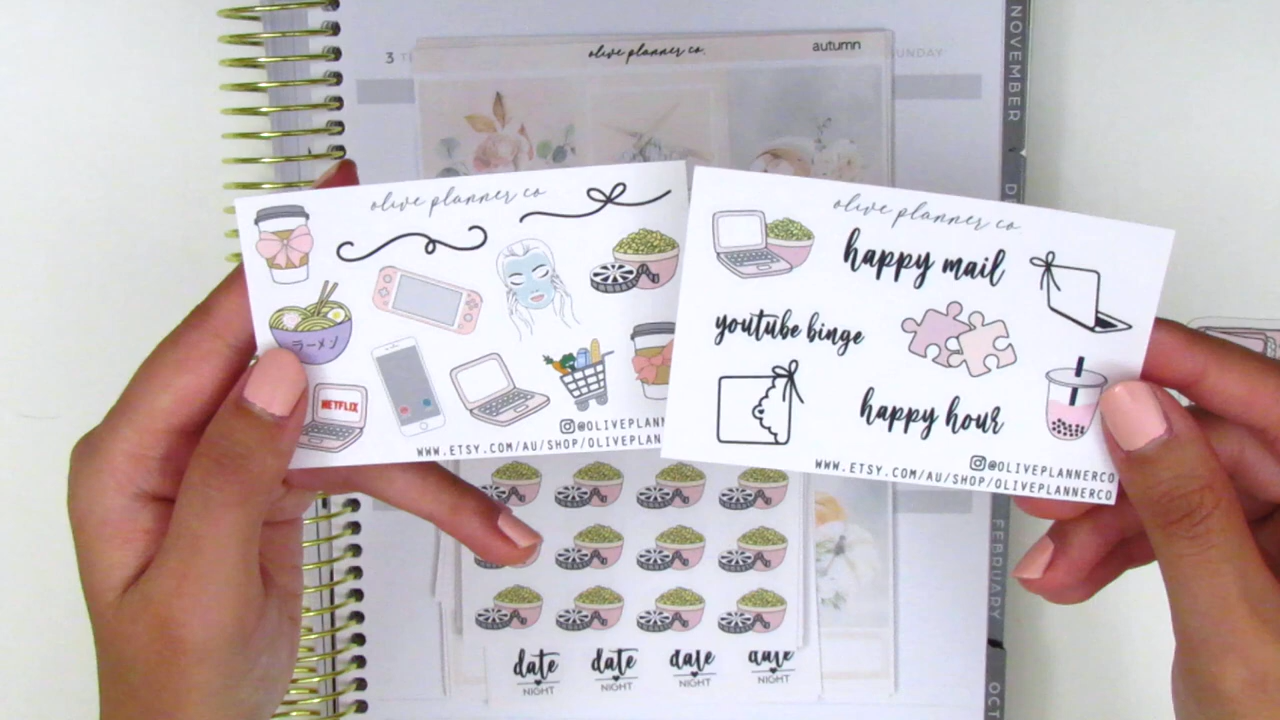 olive planner co.
autumn
3
UNDAY
NOVEMBER
olive planner co
ラーメン
NETFLIX
@OLIVEPLANN
WWW.ETSY.COM/AU/SHOP/OLIVEPLAN
olive planner co
happy mail
youtube binge
happy hour
@OLIVEPLANNERCO
WWW.ETSY.COM/AU/SHOP/OLIVEPLANNERCO
FEBRUARY
OCT
date date date date
NIGHT NIGHT NIGHT NIGHT